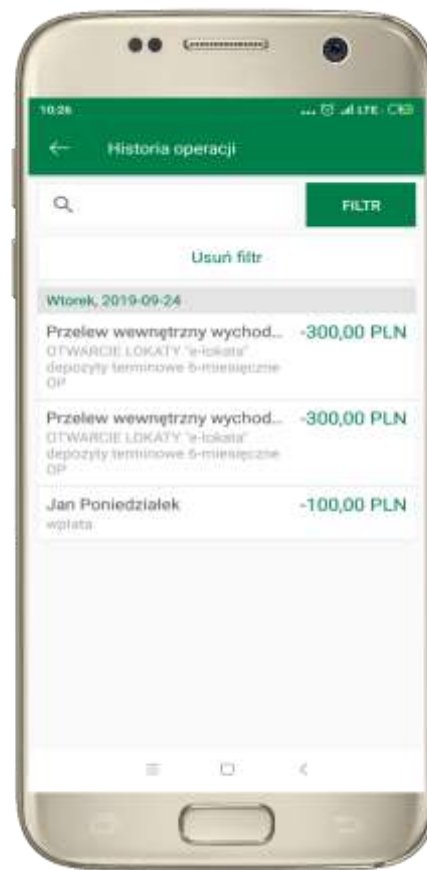 10:26
LTE
Historia operacji
FILTR
Usuń filtr
Wtorek, 2019-09-24
Przelew wewnętrzny wychod... -300,00 PLN
OTWARCIE LOKATY "e-lokata"
depozyty terminowe 6-miesięczne
OP
Przelew wewnętrzny wychod... -300,00 PLN
OTWARCIE LOKATY "e-lokata"
depozyty terminowe 6-miesięczne
OP
Jan Poniedziałek -100,00 PLN
wpłata